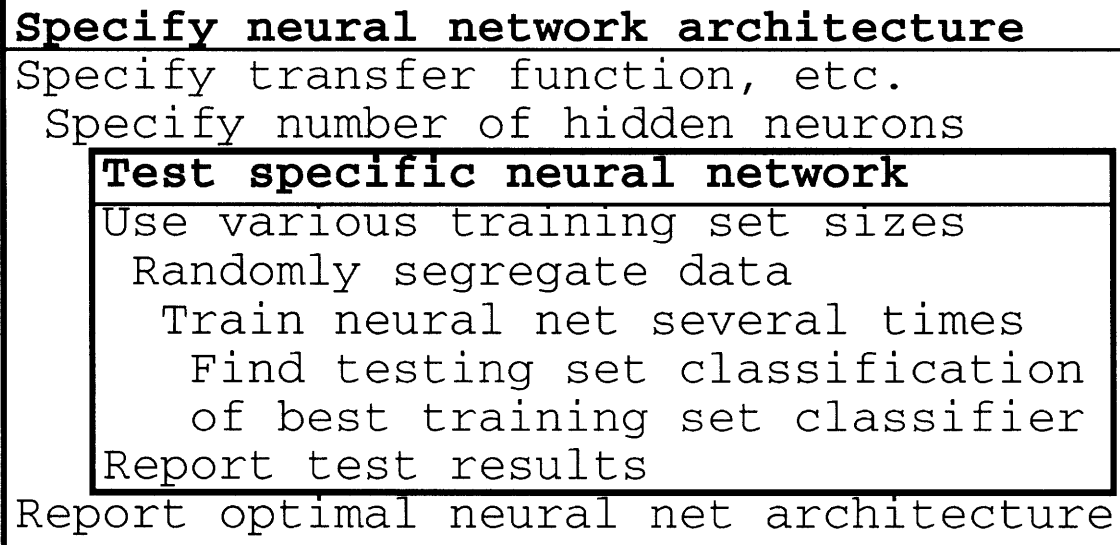 Specify neural network architecture
Specify transfer function, etc.
Specify number of hidden neurons
Test specific neural network
Use various training set sizes
Randomly segregate data
Train neural net several times
Find testing set classification
of best training set classifier
Report test results
Report optimal neural net architecture